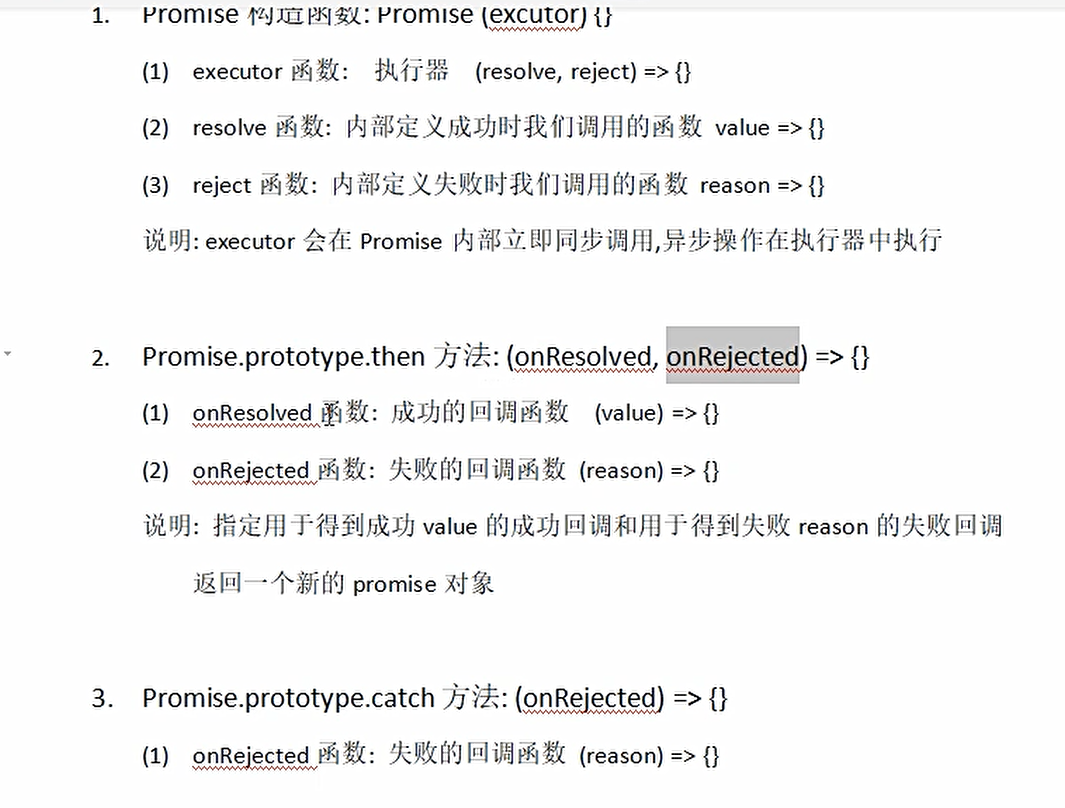 1. Promise 构造函数: Promise (excutor) {}
(1) executor 函数: 执行器 (resolve, reject) => {}
(2) resolve 函数: 内部定义成功时我们调用的函数 value => {}
(3) reject 函数: 内部定义失败时我们调用的函数 reason => {}
说明: executor 会在 Promise 内部立即同步调用,异步操作在执行器中执行
2. Promise.prototype.then 方法: (onResolved, onRejected) => {}
(1) onResolved 函数: 成功的回调函数 (value) => {}
(2) onRejected 函数: 失败的回调函数 (reason) => {}
说明: 指定用于得到成功 value 的成功回调和用于得到失败 reason 的失败回调
返回一个新的 promise 对象
3. Promise.prototype.catch 方法: (onRejected) => {}
(1) onRejected 函数: 失败的回调函数 (reason) => {}